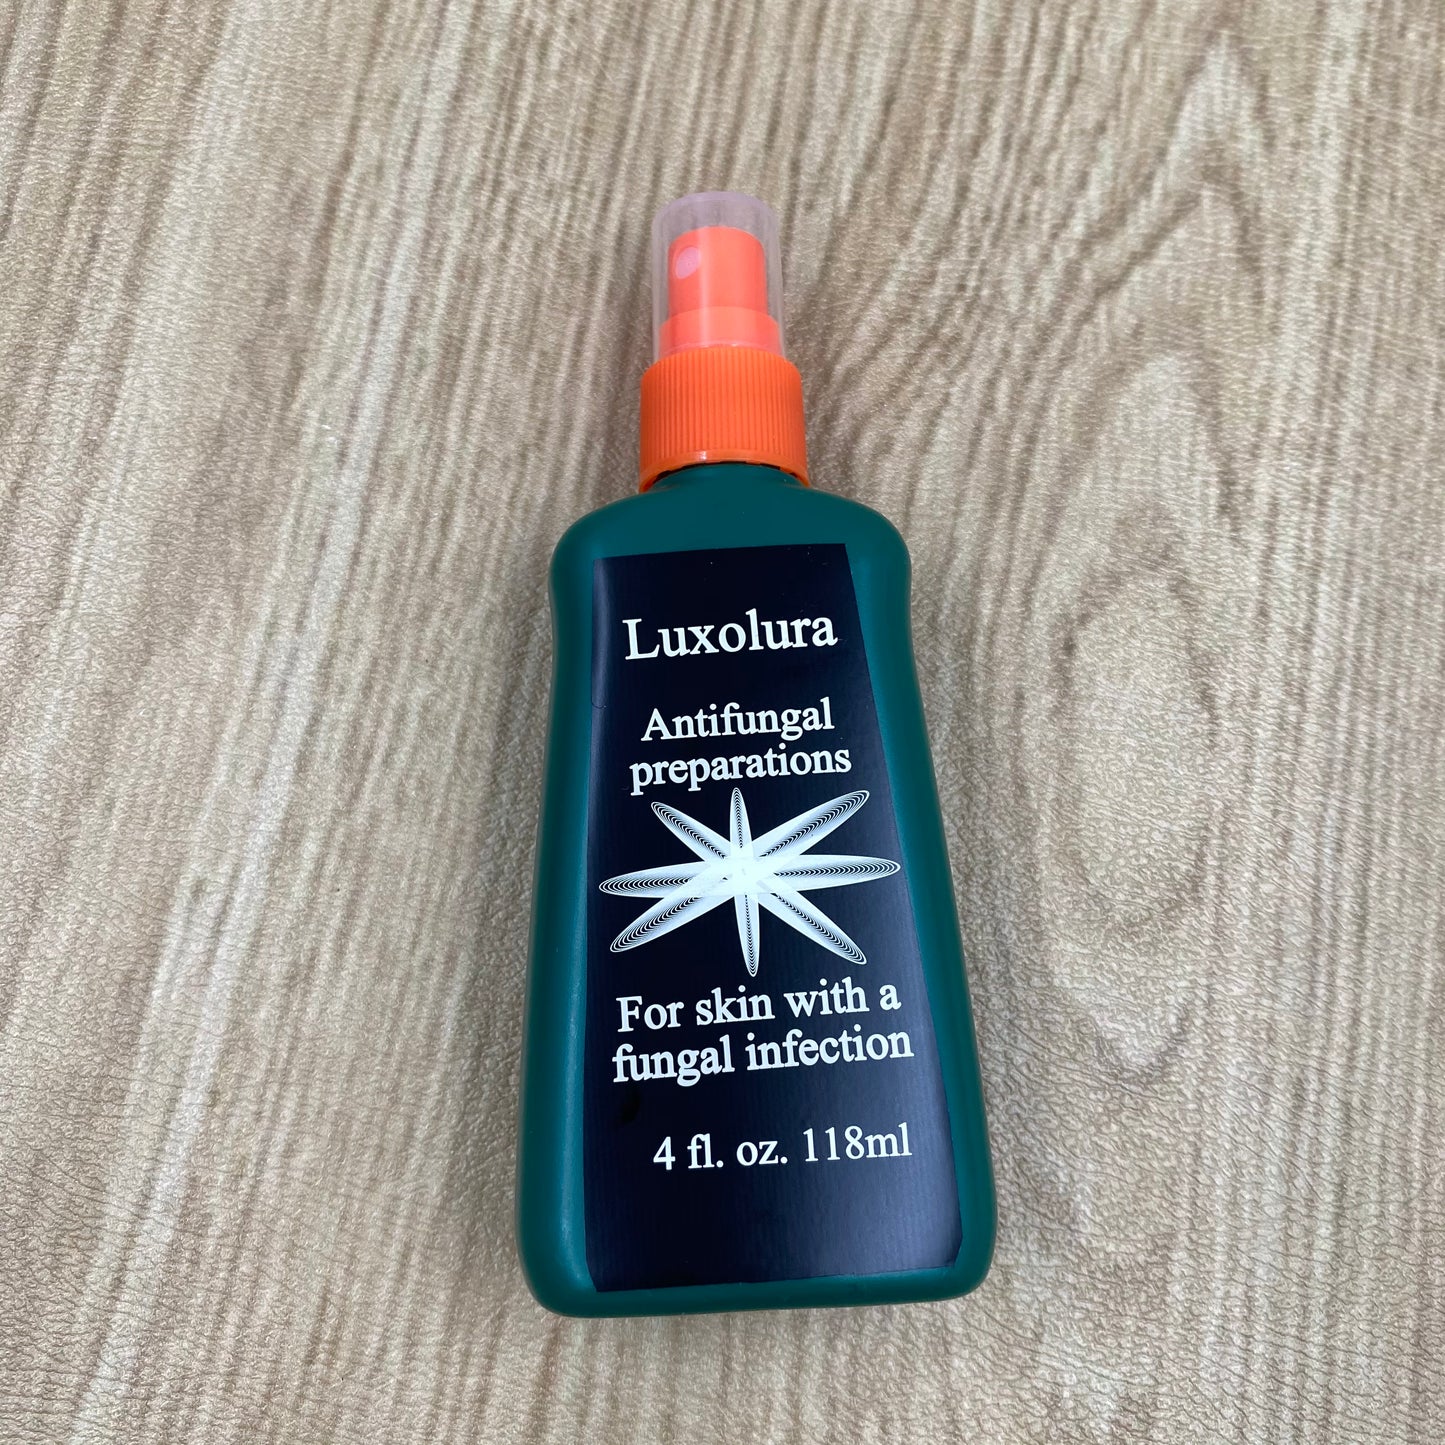 Luxolura
Antifungal
preparations
For skin with a
fungal infection
4 fl. oz. 118ml